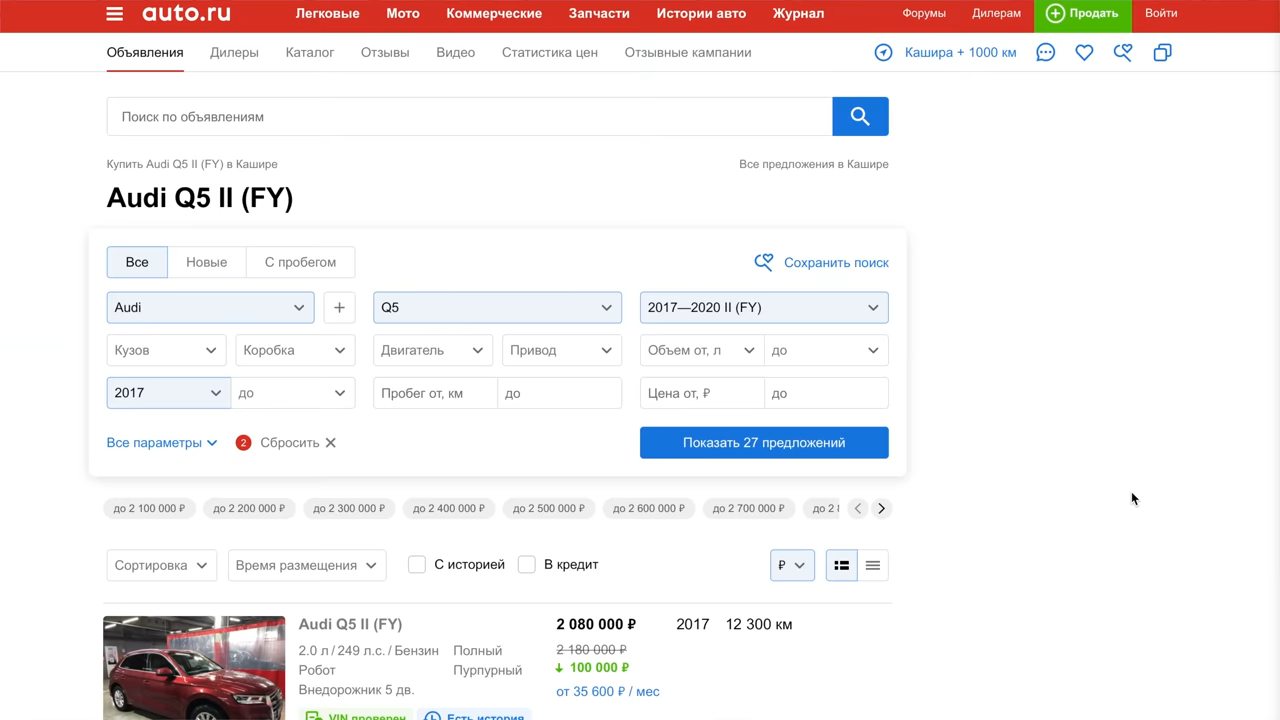 auto.ru Легковые Мото Коммерческие Запчасти Истории авто Журнал Форумы Дилерам Продать Войти
Объявления Дилеры Каталог Отзывы Видео Статистика цен Отзывные кампании Кашира + 1000 км
Поиск по объявлениям
Купить Audi Q5 II (FY) в Кашире Все предложения в Кашире
Audi Q5 II (FY)
Все Новые С пробегом Сохранить поиск
Audi + Q5 2017—2020 II (FY)
Кузов Коробка Двигатель Привод Объем от, л до
2017 до Пробег от, км до Цена от, ₽ до
Все параметры 2 Сбросить Показать 27 предложений
до 2 100 000 ₽ до 2 200 000 ₽ до 2 300 000 ₽ до 2 400 000 ₽ до 2 500 000 ₽ до 2 600 000 ₽ до 2 700 000 ₽ до 2
Сортировка Время размещения С историей В кредит ₽
Audi Q5 II (FY) 2 080 000 ₽ 2017 12 300 км
2.0 л / 249 л.с. / Бензин Полный 2 180 000 ₽
Робот Пурпурный 100 000 ₽
Внедорожник 5 дв. от 35 600 ₽ / мес
VIN проверен Есть история